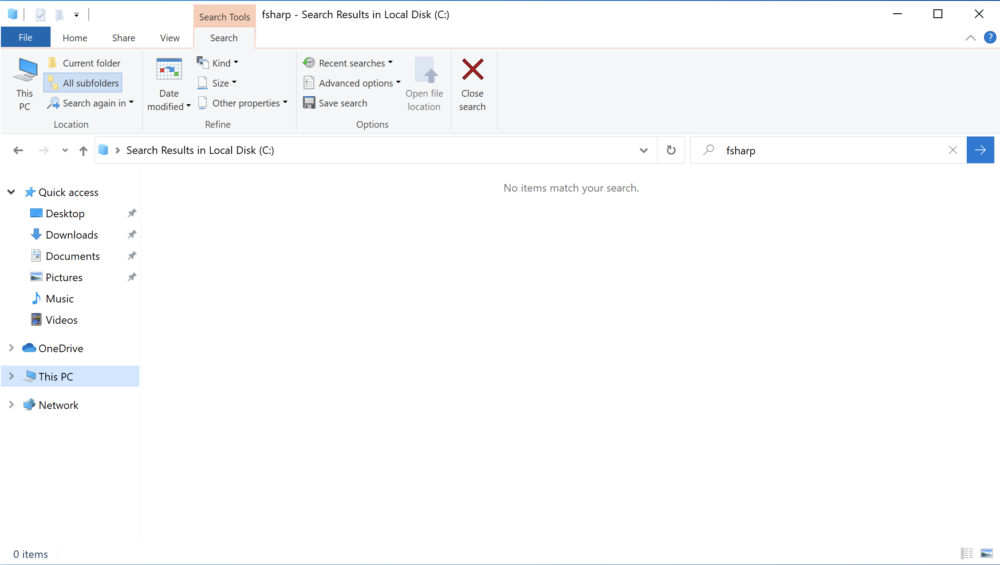 Search Tools
fsharp - Search Results in Local Disk (C:)
File
Home
Share
View
Search
?
This PC
Current folder
All subfolders
Search again in
Location
Date modified
Kind
Size
Other properties
Refine
Recent searches
Advanced options
Save search
Open file location
Options
Close search
Search Results in Local Disk (C:)
fsharp
Quick access
Desktop
Downloads
Documents
Pictures
Music
Videos
OneDrive
This PC
Network
No items match your search.
0 items